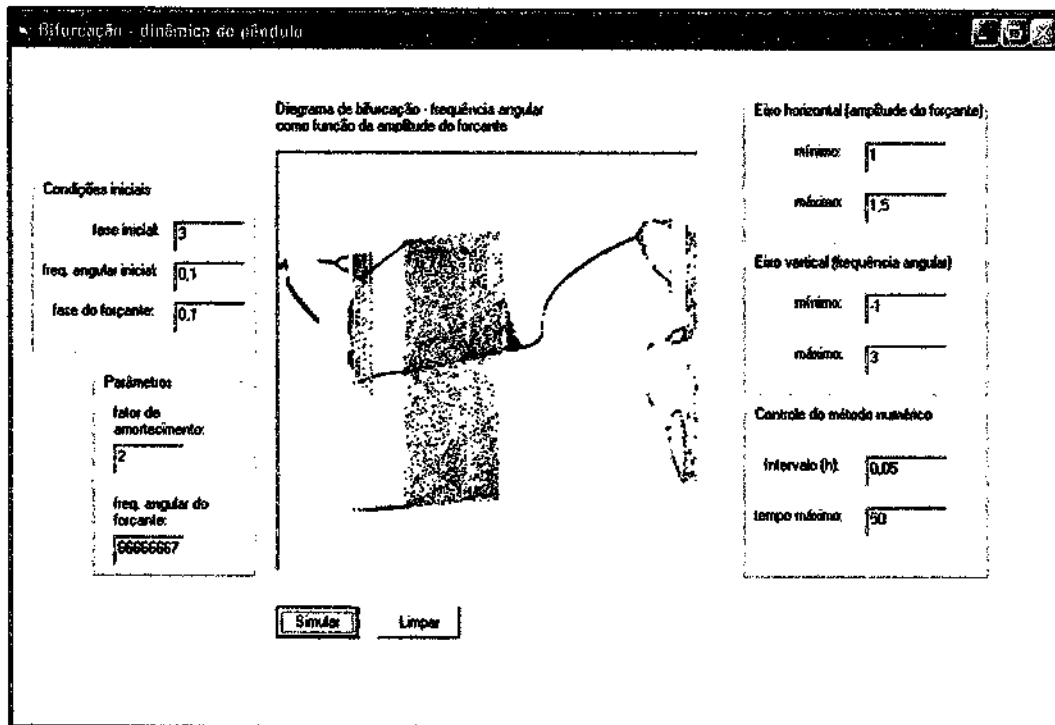 Bifurcação - dinâmica do pêndulo
Diagrama de bifurcação - frequência angular
como função da amplitude do forçante
Condições iniciais
fase inicial: 3
freq. angular inicial: 0,1
fase do forçante: 0,1
Parâmetros
fator de
amortecimento:
2
freq. angular do
forçante:
66666667
Eixo horizontal (amplitude do forçante)
mínimo: 1
máximo: 1,5
Eixo vertical (frequência angular)
mínimo: -1
máximo: 3
Controle do método numérico
Intervalo (h): 0,05
tempo máximo: 50
Simular Limpar